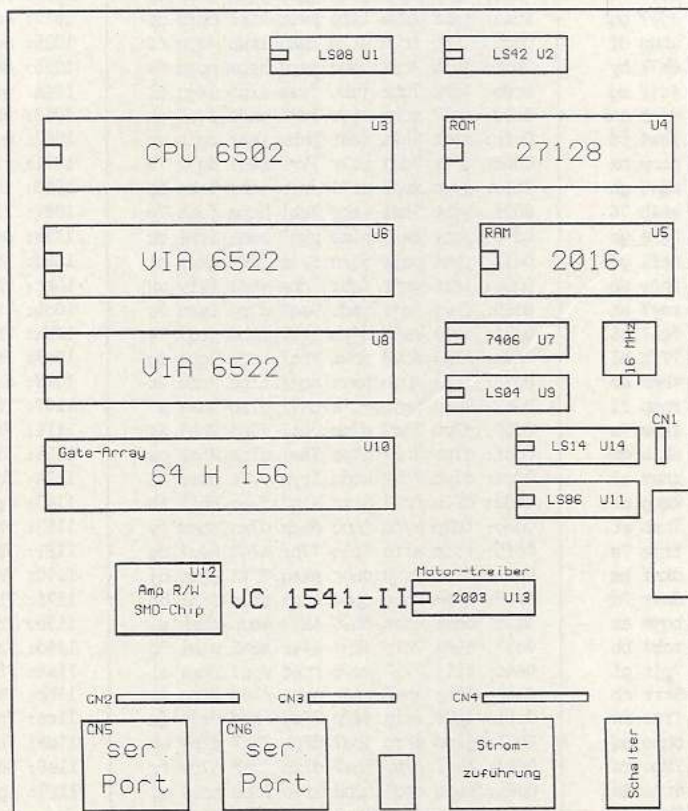 LS08 U1
LS42 U2
U3
CPU 6502
ROM U4
27128
U6
VIA 6522
RAM U5
2016
U8
VIA 6522
7406 U7
LS04 U9
16 MHz
CN1
Gate-Array U10
64 H 156
LS14 U14
LS86 U11
U12
Amp R/W
SMD-Chip
VC 1541-II
Motor-treiber
2003 U13
CN2
CN3
CN4
CN5
ser
Port
CN6
ser
Port
Strom-
zuführung
Schalter